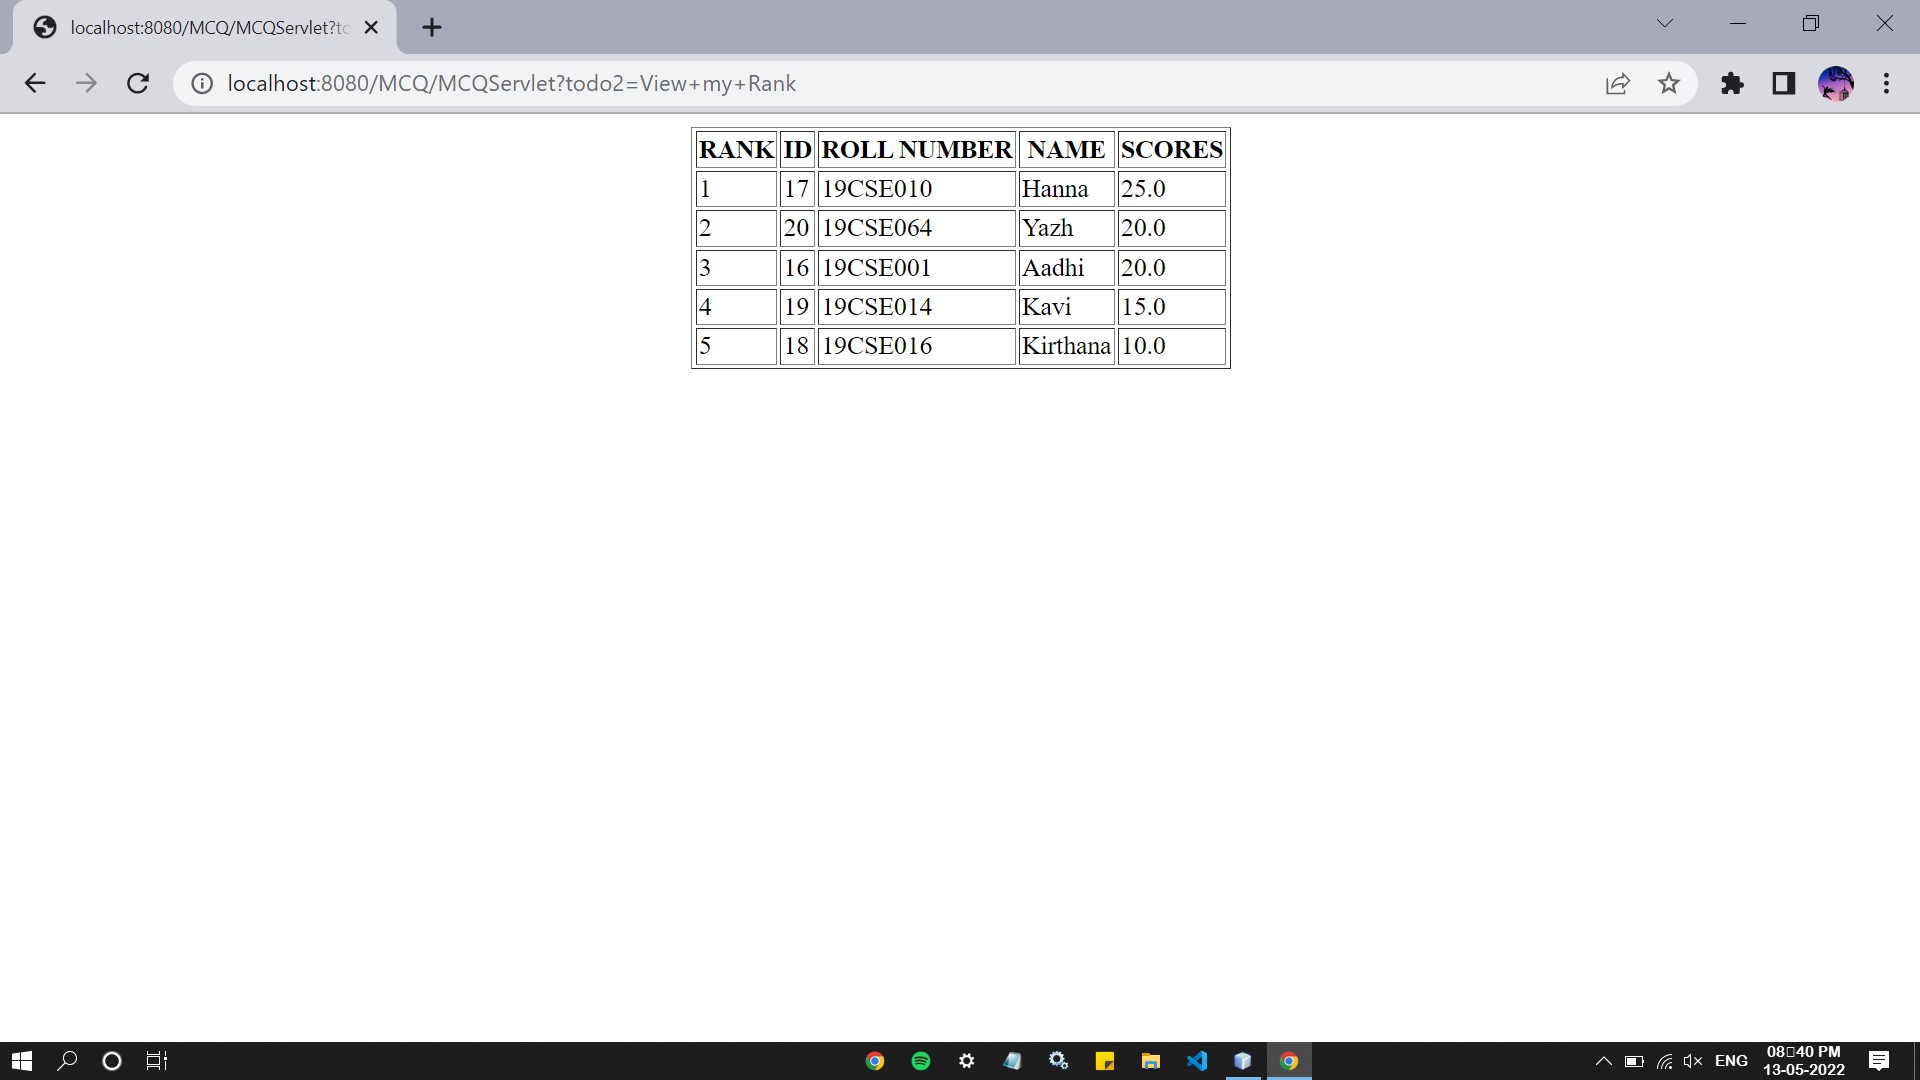 localhost:8080/MCQ/MCQServlet?to
localhost:8080/MCQ/MCQServlet?todo2=View+my+Rank
RANK ID ROLL NUMBER NAME SCORES
1 17 19CSE010 Hanna 25.0
2 20 19CSE064 Yazh 20.0
3 16 19CSE001 Aadhi 20.0
4 19 19CSE014 Kavi 15.0
5 18 19CSE016 Kirthana 10.0
ENG
08▯40 PM
13-05-2022